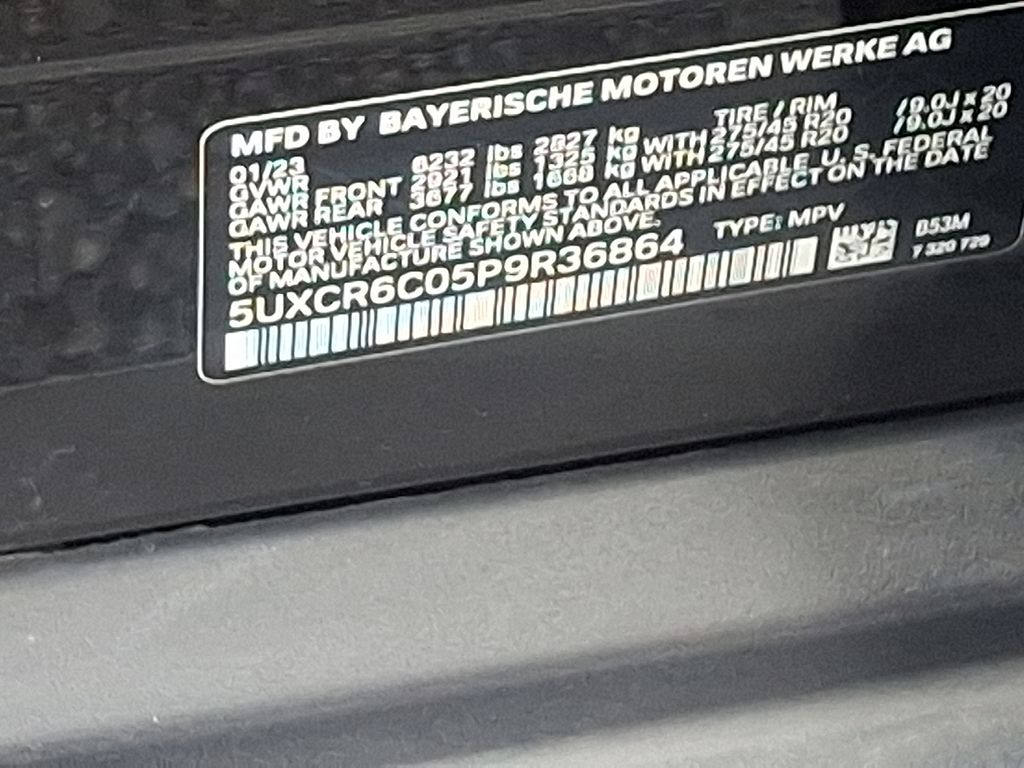 MFD BY BAYERISCHE MOTOREN WERKE AG
01/23
GVWR 6232 lbs 2827 kg TIRE / RIM
GAWR FRONT 2921 lbs 1325 kg WITH 275/45 R20 /9.0J x 20
GAWR REAR 3677 lbs 1668 kg WITH 275/45 R20 /9.0J x 20
THIS VEHICLE CONFORMS TO ALL APPLICABLE U. S. FEDERAL
MOTOR VEHICLE SAFETY STANDARDS IN EFFECT ON THE DATE
OF MANUFACTURE SHOWN ABOVE.
5UXCR6C05P9R36864 TYPE: MPV
B53M
7 320 729